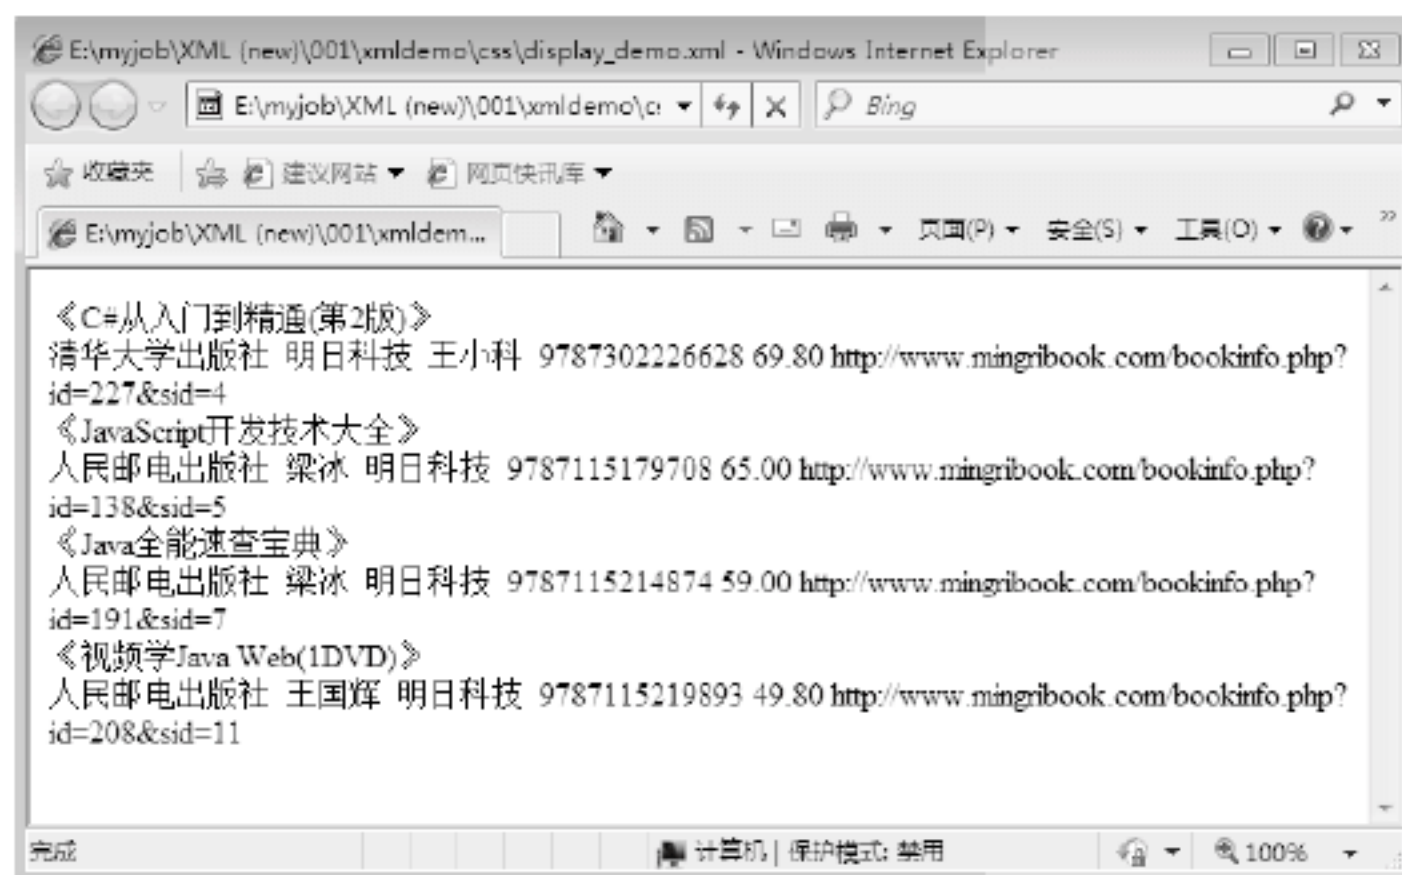 E:\myjob\XML (new)\001\xmldemo\css\display_demo.xml - Windows Internet Explorer
E:\myjob\XML (new)\001\xmldemo\c:
Bing
收藏夹 建议网站 网页快讯库
E:\myjob\XML (new)\001\xmldem... 页面(P) 安全(S) 工具(O) »
《C#从入门到精通(第2版)》
清华大学出版社 明日科技 王小科 9787302226628 69.80 http://www.mingribook.com/bookinfo.php?
id=227&sid=4
《JavaScript开发技术大全》
人民邮电出版社 梁冰 明日科技 9787115179708 65.00 http://www.mingribook.com/bookinfo.php?
id=138&sid=5
《Java全能速查宝典》
人民邮电出版社 梁冰 明日科技 9787115214874 59.00 http://www.mingribook.com/bookinfo.php?
id=191&sid=7
《视频学Java Web(1DVD)》
人民邮电出版社 王国辉 明日科技 9787115219893 49.80 http://www.mingribook.com/bookinfo.php?
id=208&sid=11
完成 计算机 | 保护模式: 禁用 100%